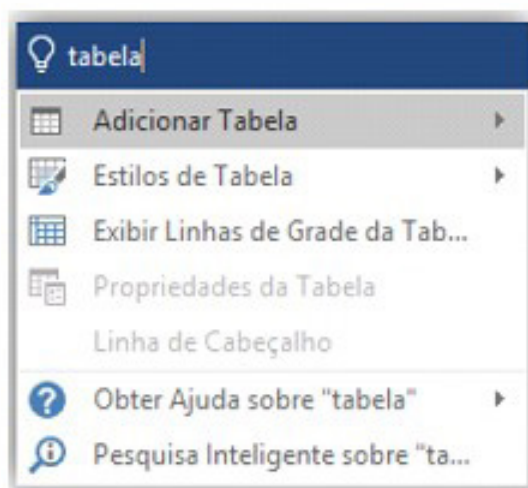 tabela
Adicionar Tabela
Estilos de Tabela
Exibir Linhas de Grade da Tab...
Propriedades da Tabela
Linha de Cabeçalho
Obter Ajuda sobre "tabela"
Pesquisa Inteligente sobre "ta...